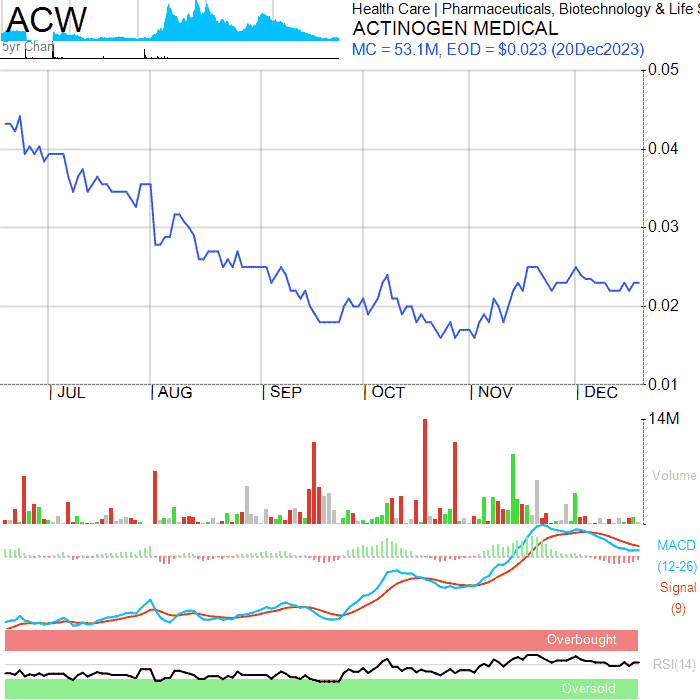 ACW
5yr Chart
Health Care | Pharmaceuticals, Biotechnology & Life S
ACTINOGEN MEDICAL
MC = 53.1M, EOD = $0.023 (20Dec2023)
0.05
0.04
0.03
0.02
0.01
JUL AUG SEP OCT NOV DEC
14M
Volume
MACD
(12-26)
Signal
(9)
Overbought
RSI(14)
Oversold